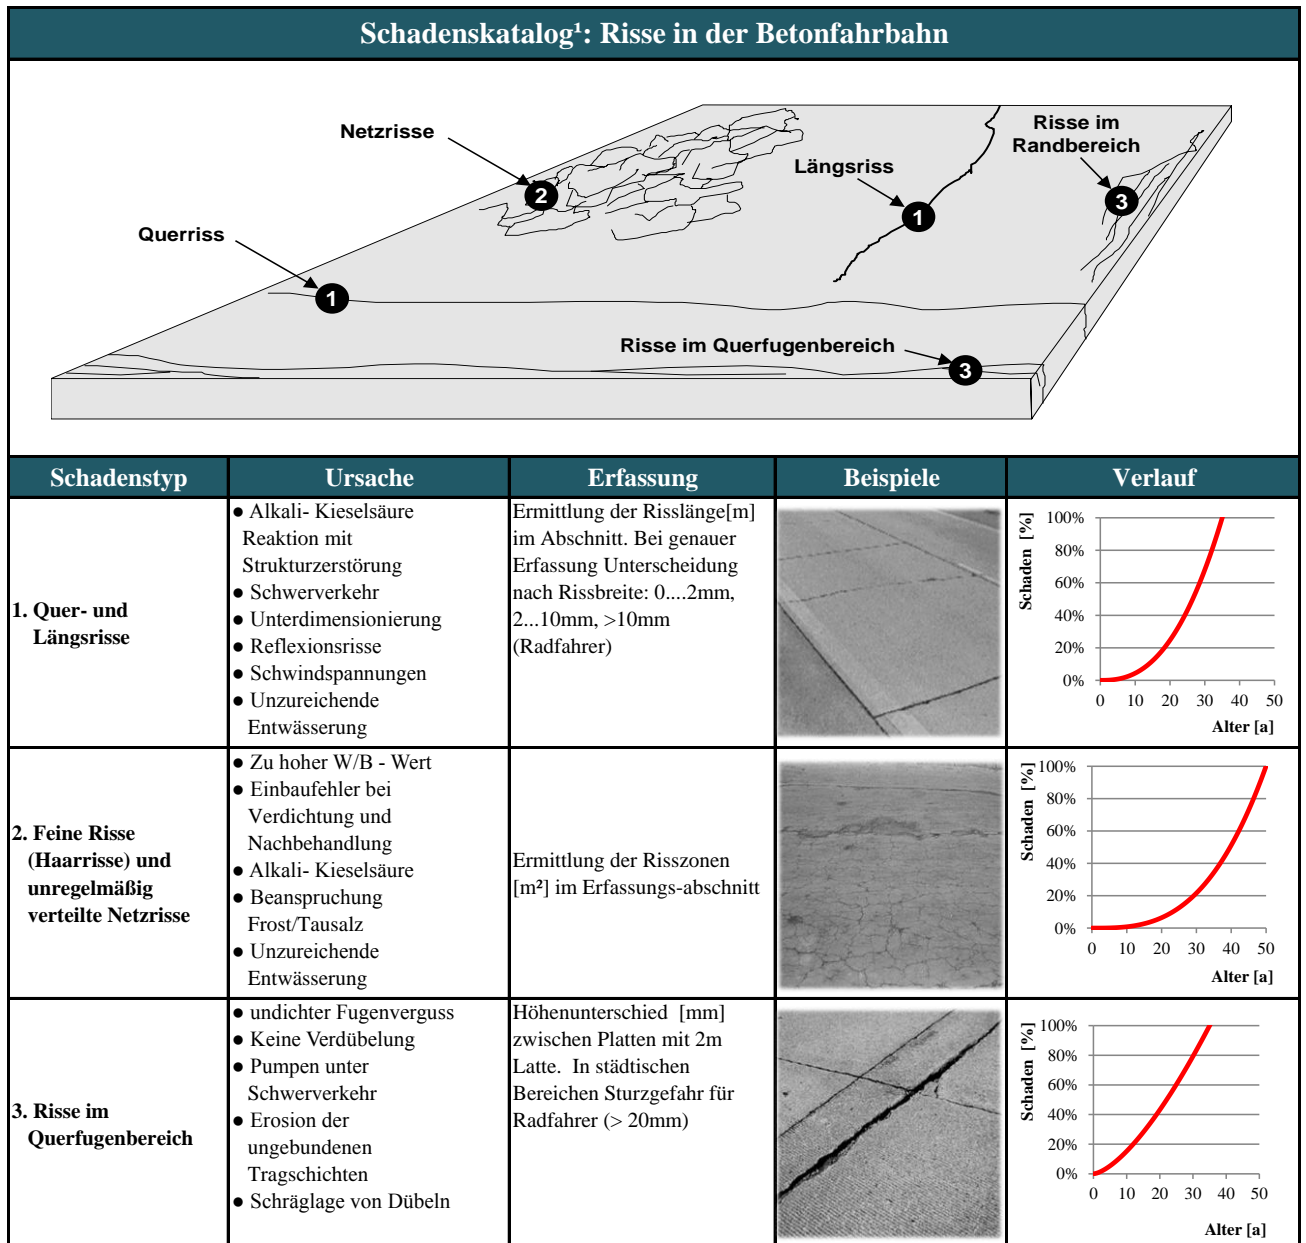 Schadenskatalog¹: Risse in der Betonfahrbahn
Netzrisse
2
Längsriss
1
Risse im
Randbereich
3
Querriss
1
Risse im Querfugenbereich
3
Schadenstyp
Ursache
Erfassung
Beispiele
Verlauf
1. Quer- und
Längsrisse
● Alkali- Kieselsäure
Reaktion mit
Strukturzerstörung
● Schwerverkehr
● Unterdimensionierung
● Reflexionsrisse
● Schwindspannungen
● Unzureichende
Entwässerung
Ermittlung der Risslänge[m]
im Abschnitt. Bei genauer
Erfassung Unterscheidung
nach Rissbreite: 0....2mm,
2...10mm, >10mm
(Radfahrer)
Schaden [%]
100%
80%
60%
40%
20%
0%
0 10 20 30 40 50
Alter [a]
2. Feine Risse
(Haarrisse) und
unregelmäßig
verteilte Netzrisse
● Zu hoher W/B - Wert
● Einbaufehler bei
Verdichtung und
Nachbehandlung
● Alkali- Kieselsäure
● Beanspruchung
Frost/Tausalz
● Unzureichende
Entwässerung
Ermittlung der Risszonen
[m²] im Erfassungs-abschnitt
Schaden [%]
100%
80%
60%
40%
20%
0%
0 10 20 30 40 50
Alter [a]
3. Risse im
Querfugenbereich
● undichter Fugenverguss
● Keine Verdübelung
● Pumpen unter
Schwerverkehr
● Erosion der
ungebundenen
Tragschichten
● Schräglage von Dübeln
Höhenunterschied [mm]
zwischen Platten mit 2m
Latte. In städtischen
Bereichen Sturzgefahr für
Radfahrer (> 20mm)
Schaden [%]
100%
80%
60%
40%
20%
0%
0 10 20 30 40 50
Alter [a]